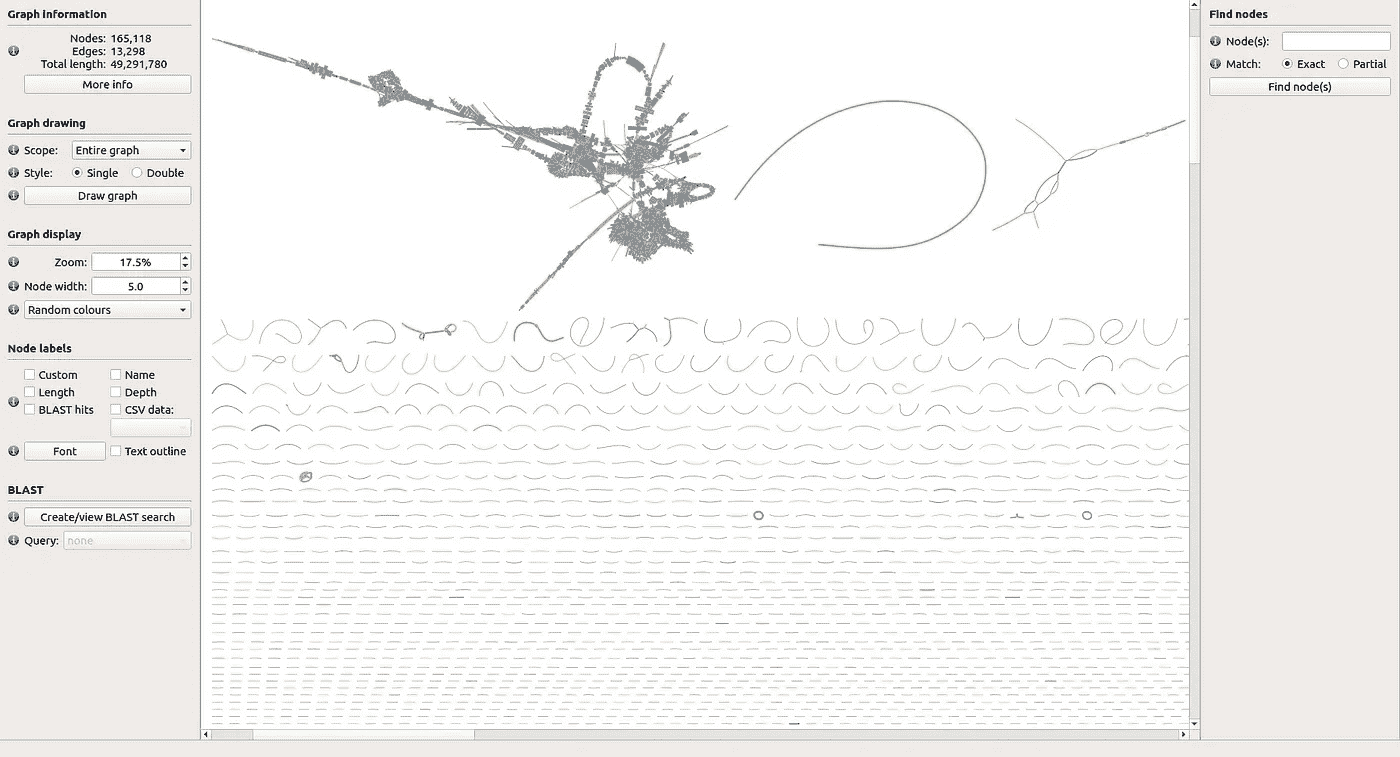 Graph information
Nodes: 165,118
Edges: 13,298
Total length: 49,291,780
More info
Graph drawing
Scope: Entire graph
Style: Single Double
Draw graph
Graph display
Zoom: 17.5%
Node width: 5.0
Random colours
Node labels
Custom Name
Length Depth
BLAST hits CSV data:
Font Text outline
BLAST
Create/view BLAST search
Query: none
Find nodes
Node(s):
Match: Exact Partial
Find node(s)